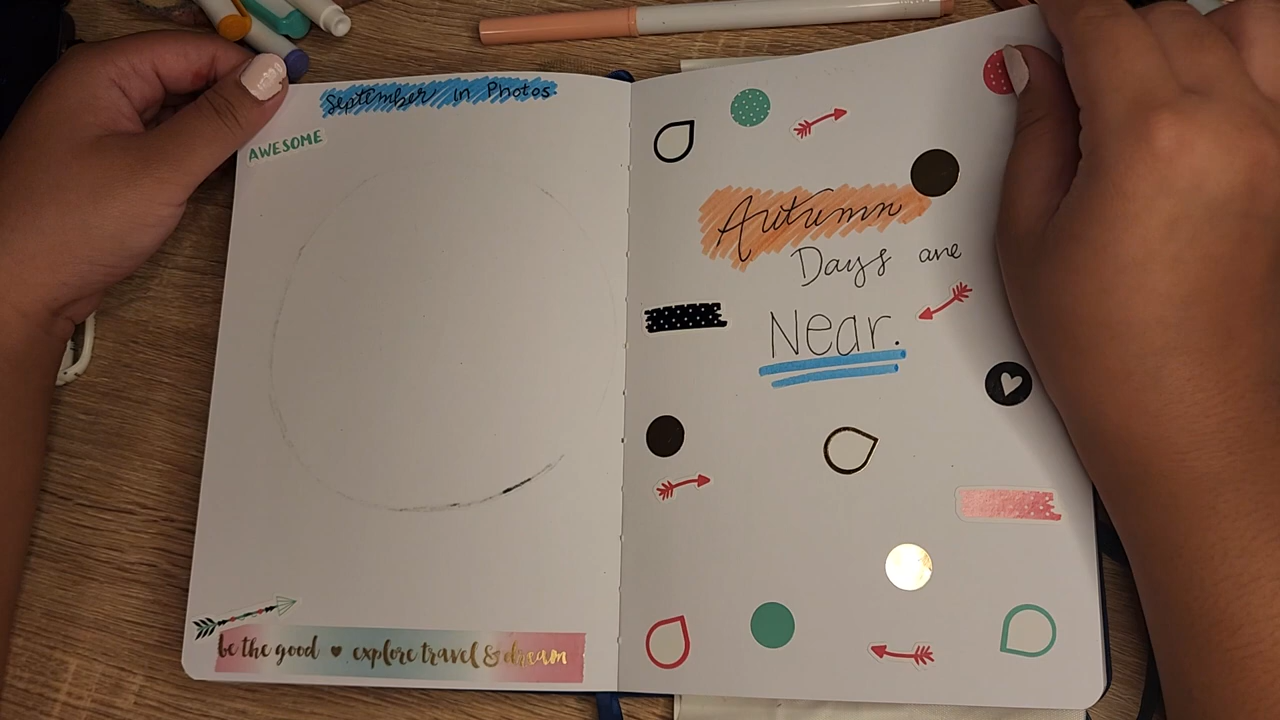 September in Photos.
AWESOME
be the good ♥ explore travel & dream
Autumn
Days are
Near.